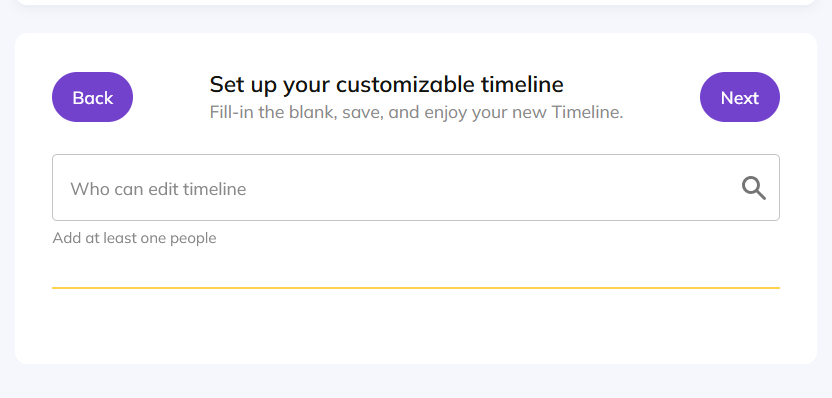 Back
Set up your customizable timeline
Fill-in the blank, save, and enjoy your new Timeline.
Next
Who can edit timeline
Add at least one people